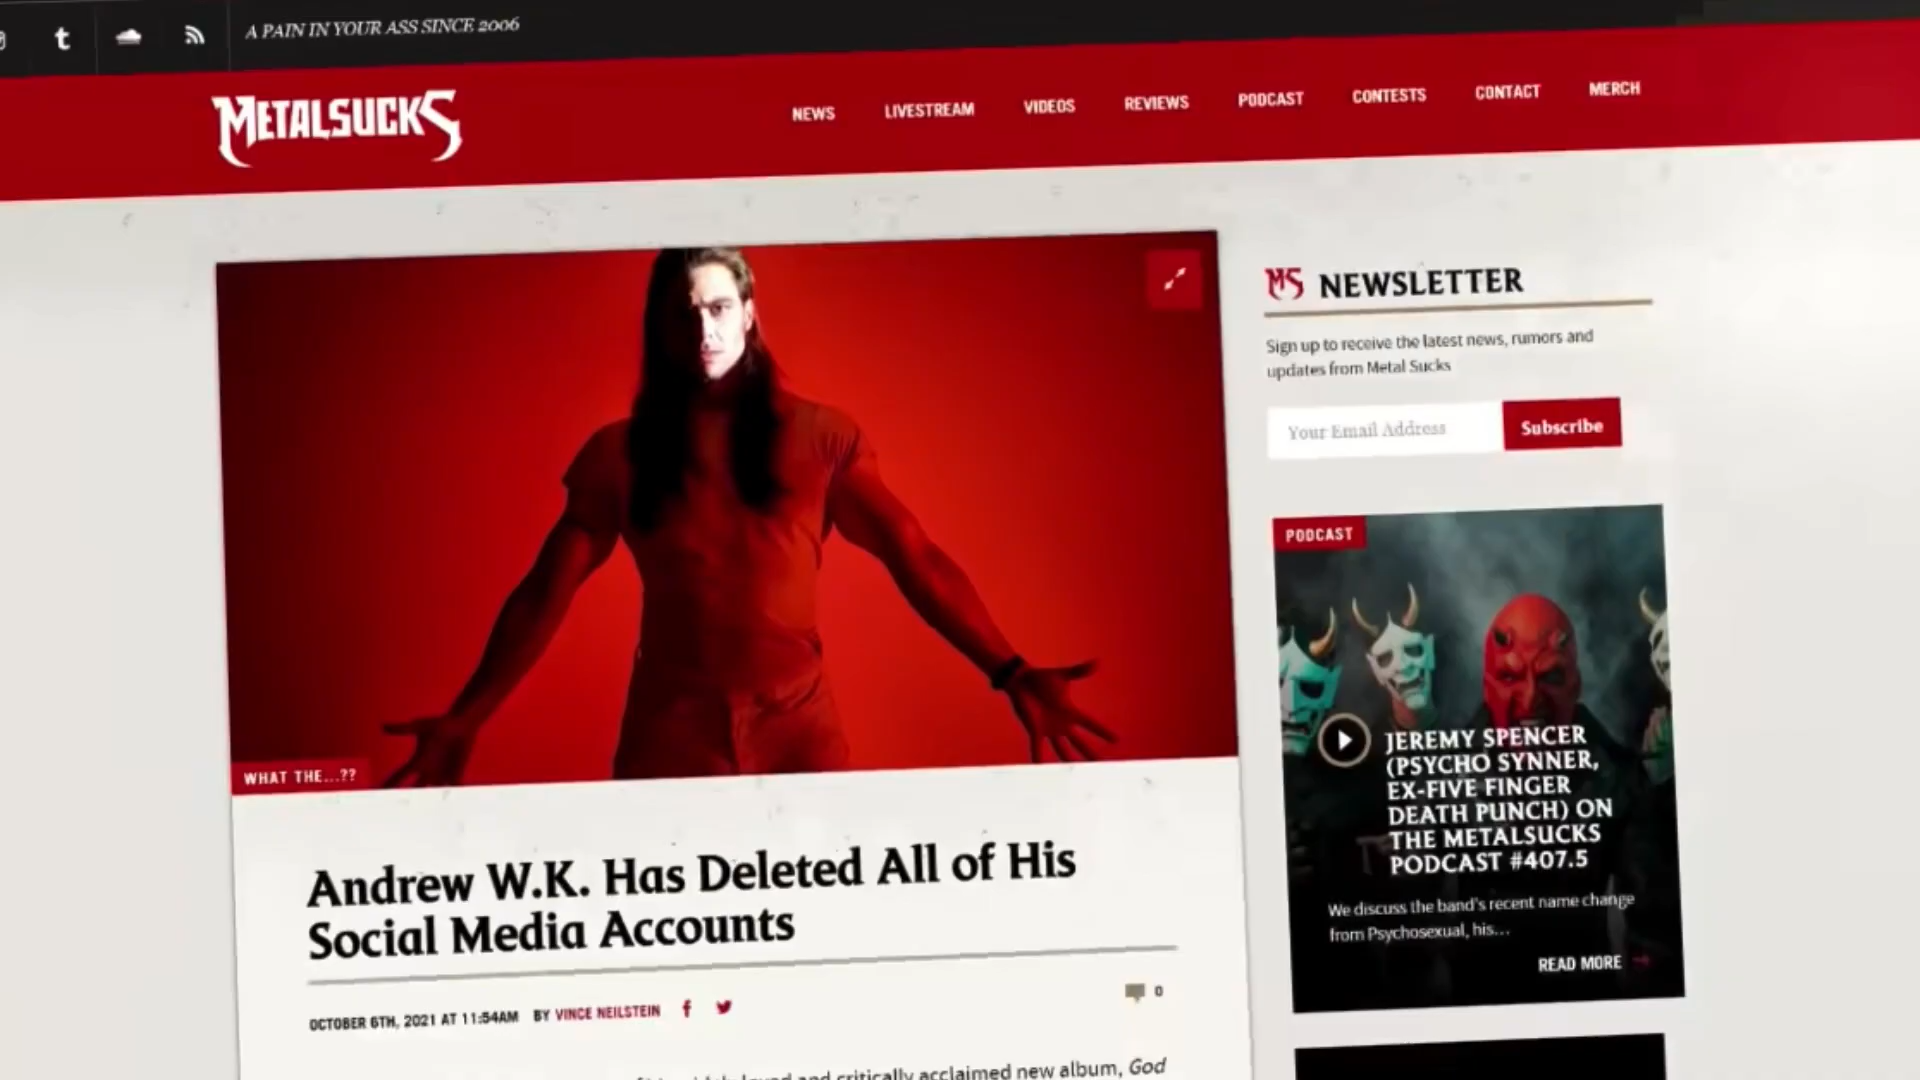 A PAIN IN YOUR ASS SINCE 2006
METALSUCKS
NEWS LIVESTREAM VIDEOS REVIEWS PODCAST CONTESTS CONTACT MERCH
WHAT THE...??
Andrew W.K. Has Deleted All of His
Social Media Accounts
OCTOBER 6TH, 2021 AT 11:54AM BY VINCE NEILSTEIN
0
and critically acclaimed new album, God
MS NEWSLETTER
Sign up to receive the latest news, rumors and
updates from Metal Sucks
Your Email Address Subscribe
PODCAST
JEREMY SPENCER
(PSYCHO SYNNER,
EX-FIVE FINGER
DEATH PUNCH) ON
THE METALSUCKS
PODCAST #407.5
We discuss the band's recent name change
from Psychosexual, his...
READ MORE